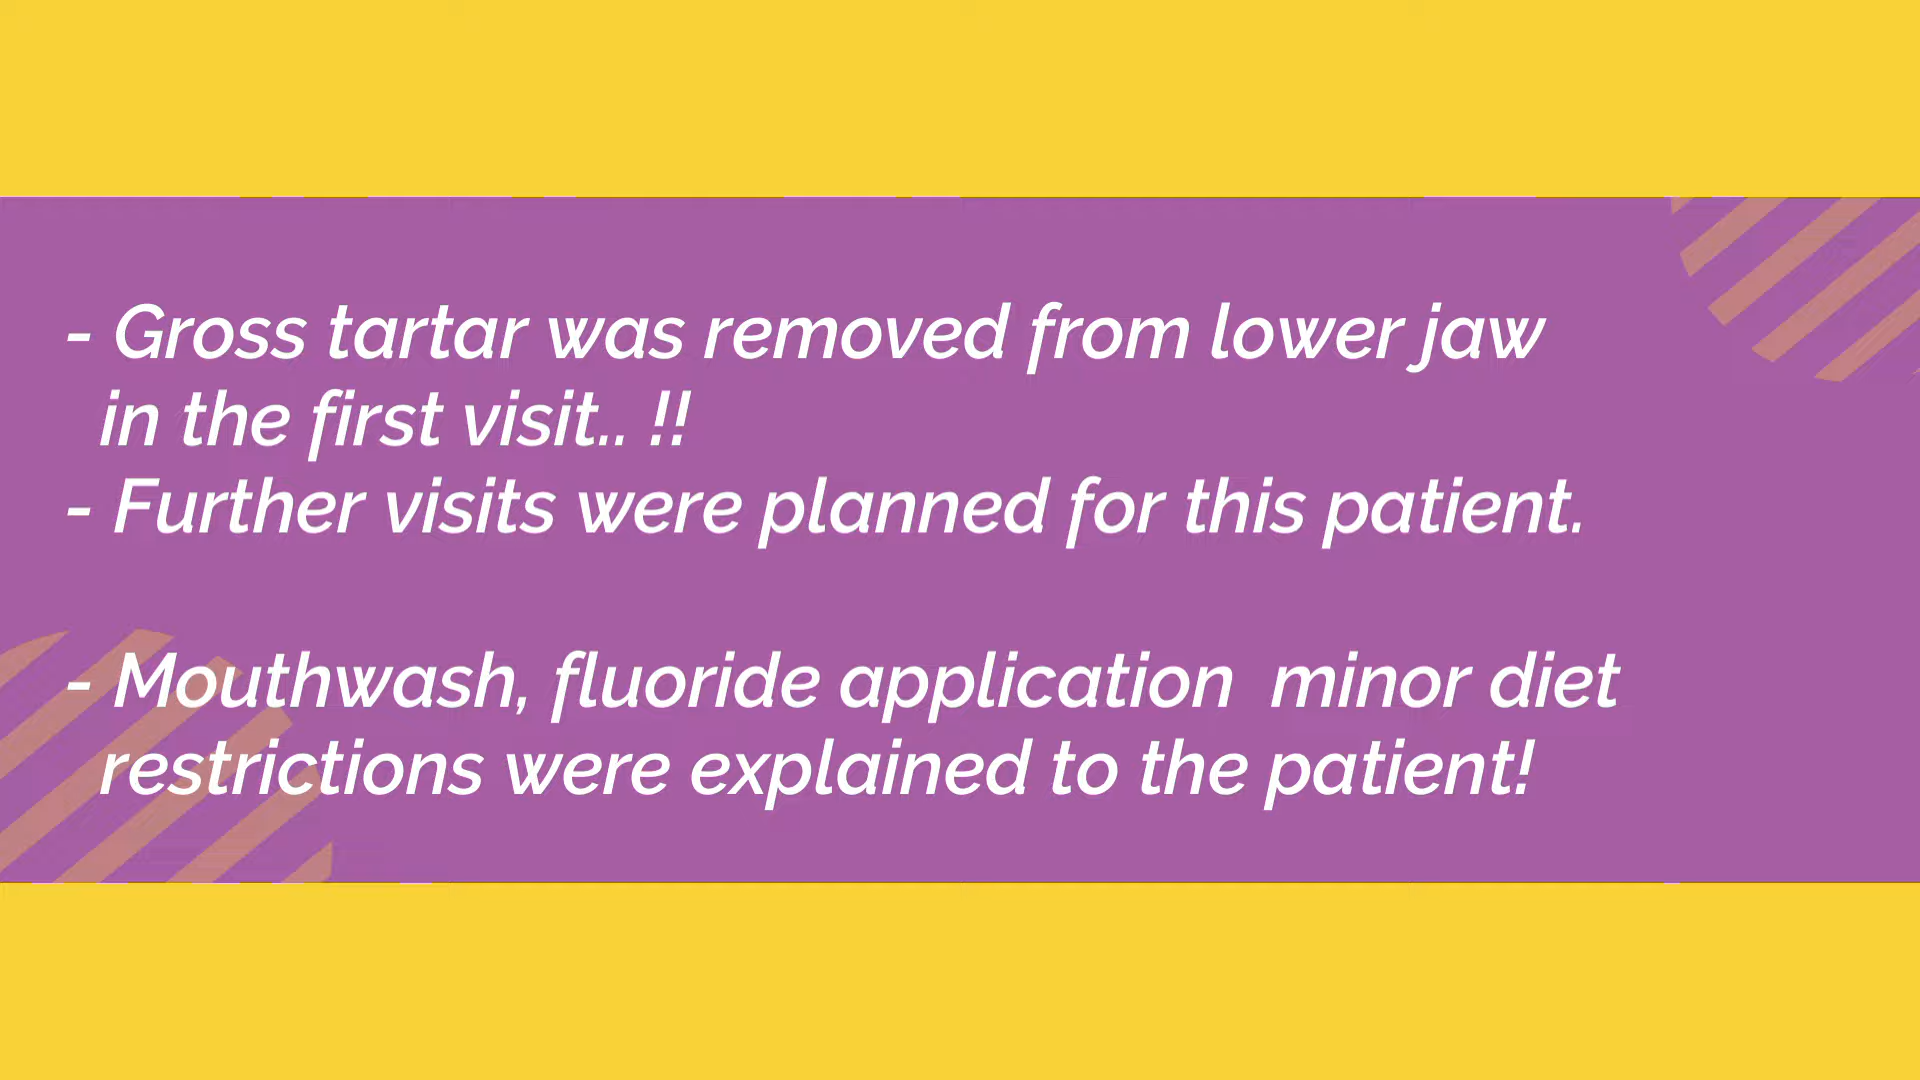 - Gross tartar was removed from lower jaw
in the first visit.. !!
- Further visits were planned for this patient.
- Mouthwash, fluoride application  minor diet
restrictions were explained to the patient!